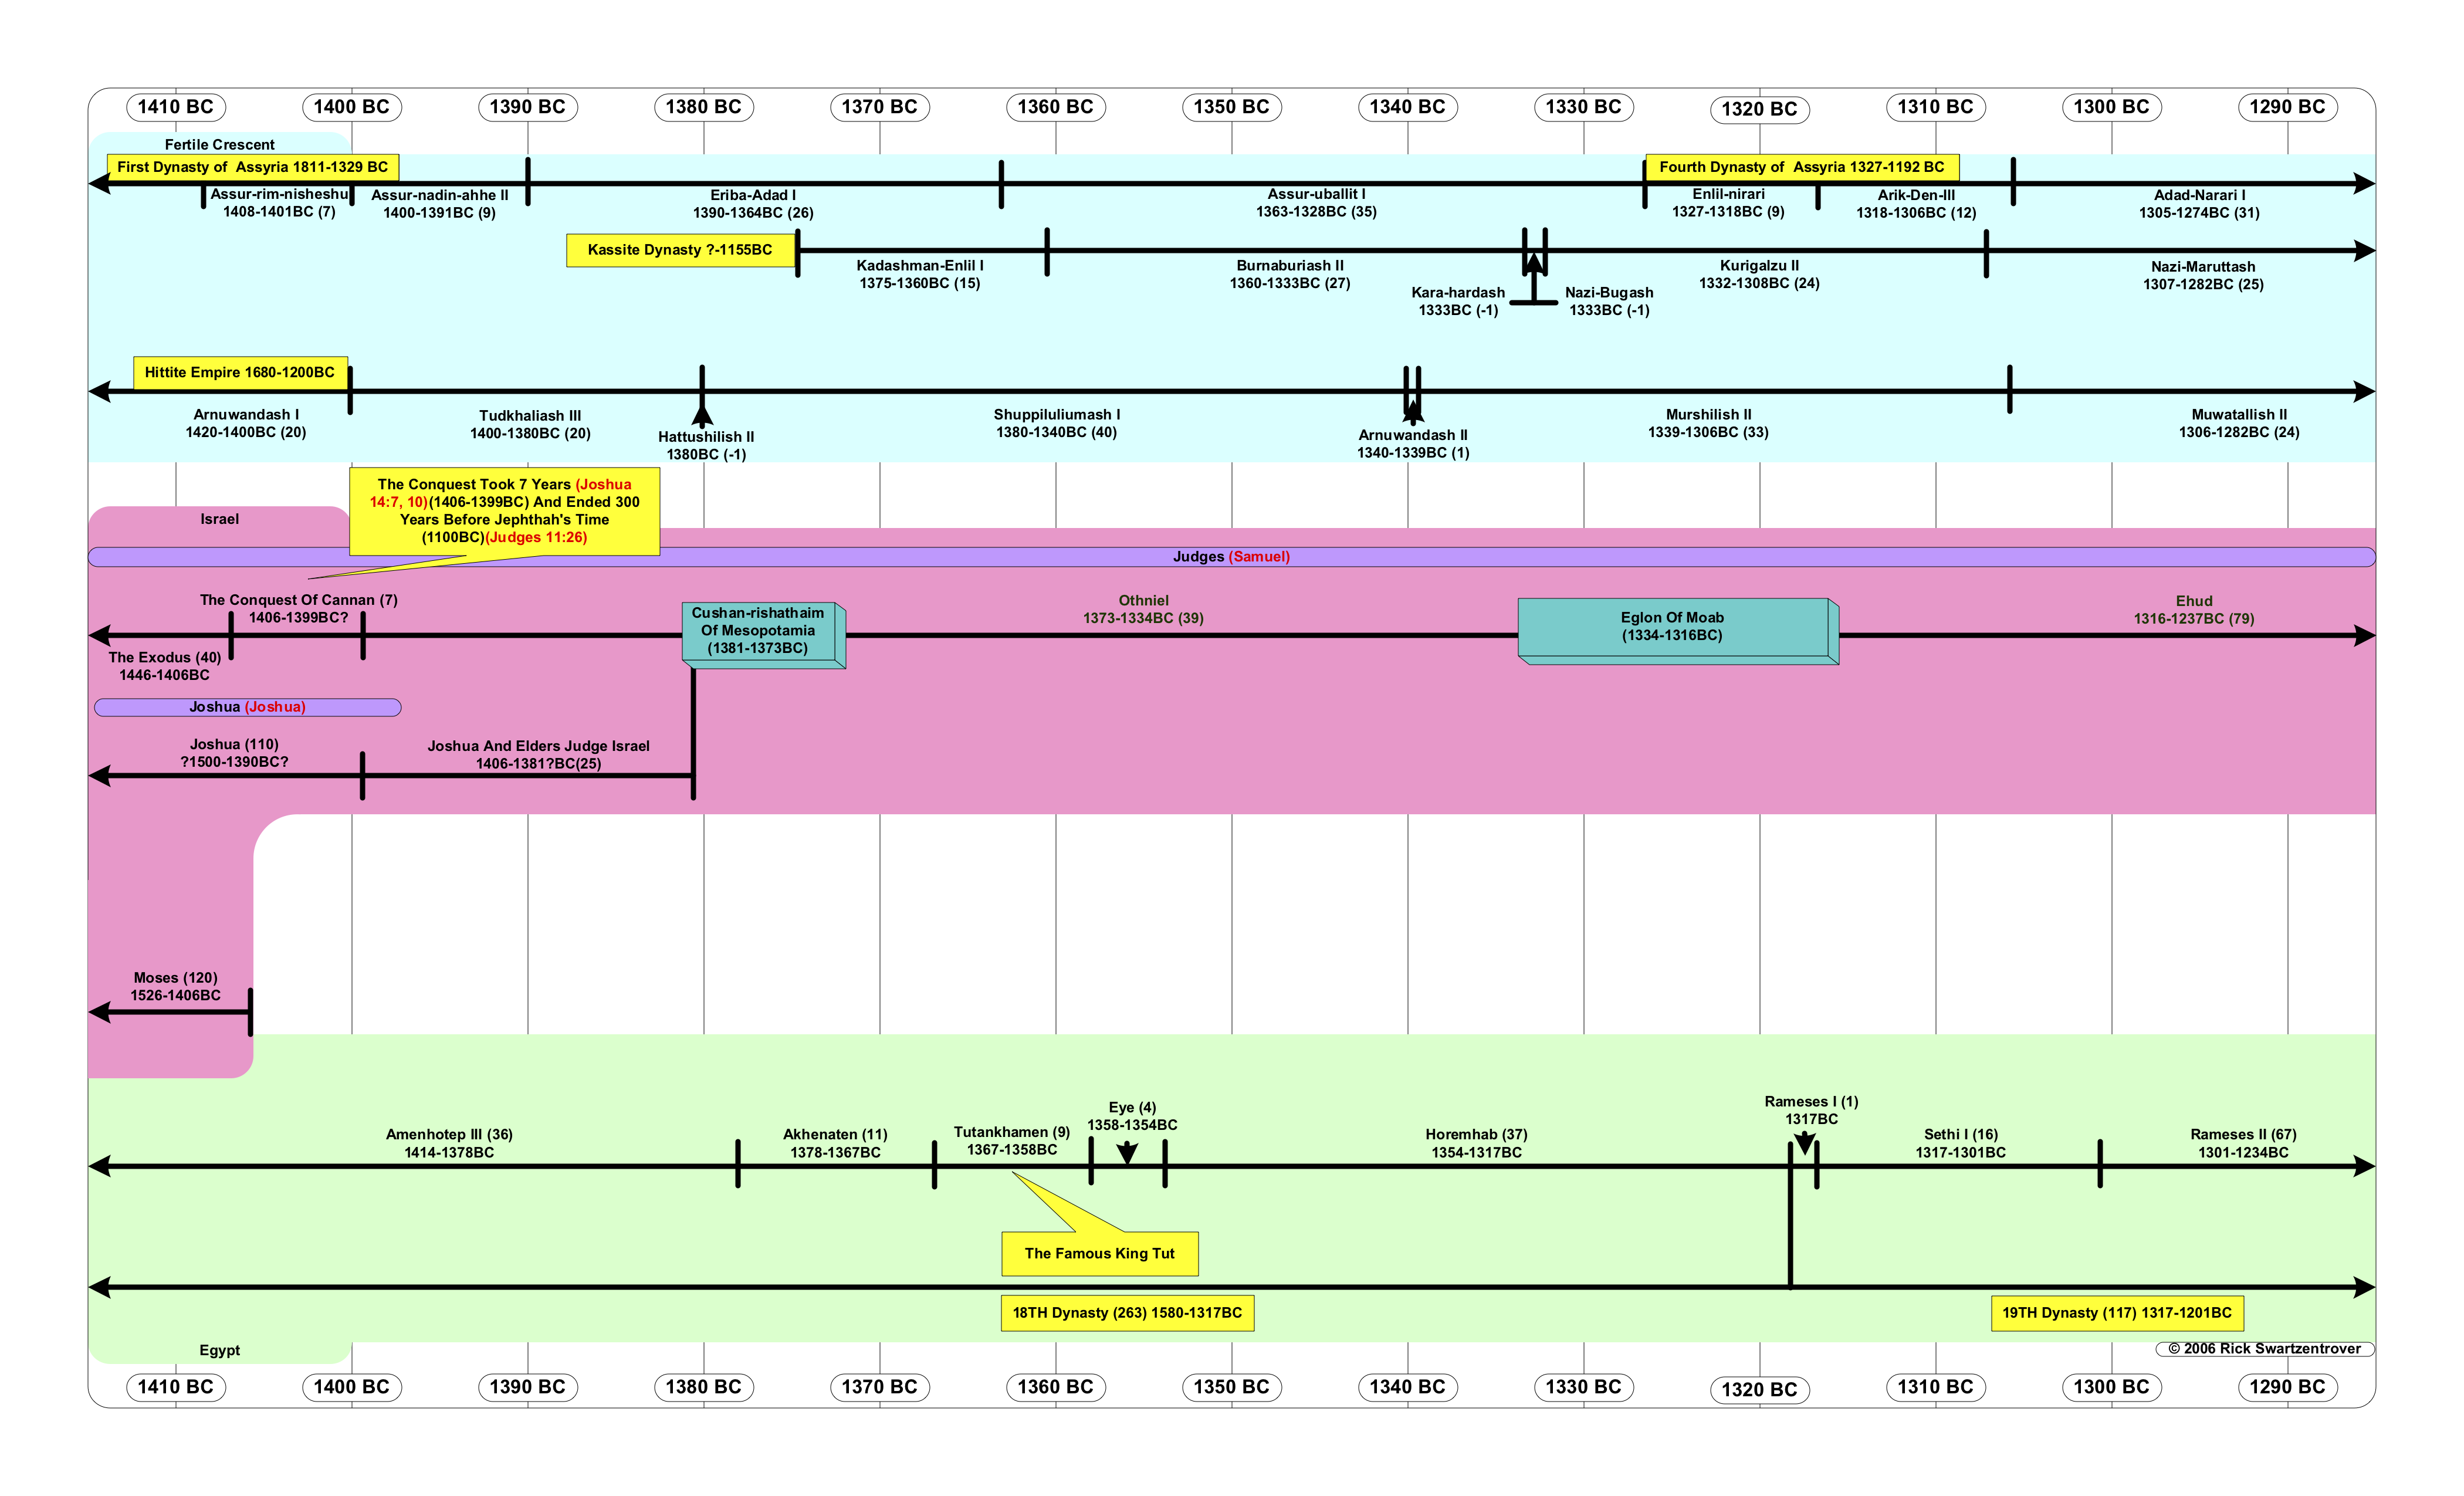 1410 BC
1400 BC
1390 BC
1380 BC
1370 BC
1360 BC
1350 BC
1340 BC
1330 BC
1320 BC
1310 BC
1300 BC
1290 BC
Fertile Crescent
First Dynasty of Assyria 1811-1329 BC
Fourth Dynasty of Assyria 1327-1192 BC
Assur-rim-nisheshu
1408-1401BC (7)
Assur-nadin-ahhe II
1400-1391BC (9)
Eriba-Adad I
1390-1364BC (26)
Assur-uballit I
1363-1328BC (35)
Enlil-nirari
1327-1318BC (9)
Arik-Den-III
1318-1306BC (12)
Adad-Narari I
1305-1274BC (31)
Kassite Dynasty ?-1155BC
Kadashman-Enlil I
1375-1360BC (15)
Burnaburiash II
1360-1333BC (27)
Kara-hardash
1333BC (-1)
Nazi-Bugash
1333BC (-1)
Kurigalzu II
1332-1308BC (24)
Nazi-Maruttash
1307-1282BC (25)
Hittite Empire 1680-1200BC
Arnuwandash I
1420-1400BC (20)
Tudkhaliash III
1400-1380BC (20)
Hattushilish II
1380BC (-1)
Shuppiluliumash I
1380-1340BC (40)
Arnuwandash II
1340-1339BC (1)
Murshilish II
1339-1306BC (33)
Muwatallish II
1306-1282BC (24)
The Conquest Took 7 Years (Joshua
14:7, 10)(1406-1399BC) And Ended 300
Years Before Jephthah's Time
(1100BC)(Judges 11:26)
Israel
Judges (Samuel)
The Conquest Of Cannan (7)
1406-1399BC?
The Exodus (40)
1446-1406BC
Cushan-rishathaim
Of Mesopotamia
(1381-1373BC)
Othniel
1373-1334BC (39)
Eglon Of Moab
(1334-1316BC)
Ehud
1316-1237BC (79)
Joshua (Joshua)
Joshua (110)
?1500-1390BC?
Joshua And Elders Judge Israel
1406-1381?BC(25)
Moses (120)
1526-1406BC
Amenhotep III (36)
1414-1378BC
Akhenaten (11)
1378-1367BC
Tutankhamen (9)
1367-1358BC
Eye (4)
1358-1354BC
Horemhab (37)
1354-1317BC
Rameses I (1)
1317BC
Sethi I (16)
1317-1301BC
Rameses II (67)
1301-1234BC
The Famous King Tut
18TH Dynasty (263) 1580-1317BC
19TH Dynasty (117) 1317-1201BC
Egypt
© 2006 Rick Swartzentrover
1410 BC
1400 BC
1390 BC
1380 BC
1370 BC
1360 BC
1350 BC
1340 BC
1330 BC
1320 BC
1310 BC
1300 BC
1290 BC